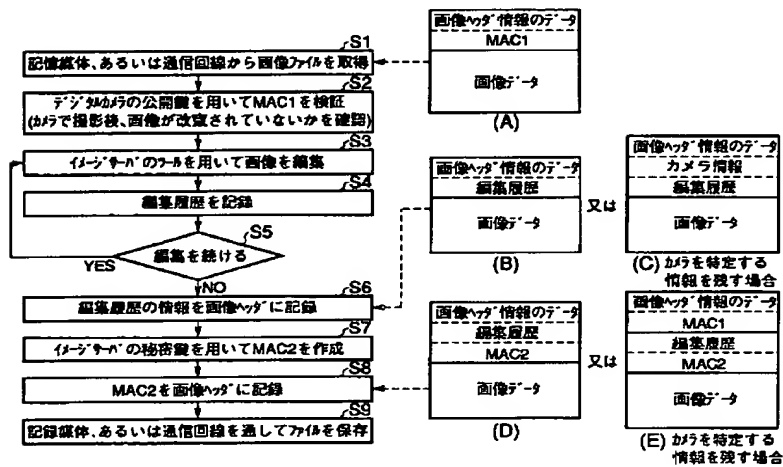 S1
記憶媒体、あるいは通信回線から画像ファイルを取得
S2
デジタルカメラの公開鍵を用いてMAC1を検証
(カメラで撮影後、画像が改竄されていないかを確認)
S3
イメージサーバのツールを用いて画像を編集
S4
編集履歴を記録
S5
編集を続ける
YES
NO
S6
編集履歴の情報を画像ヘッダに記録
S7
イメージサーバの秘密鍵を用いてMAC2を作成
S8
MAC2を画像ヘッダに記録
S9
記録媒体、あるいは通信回線を通してファイルを保存
画像ヘッダ情報のデータ
MAC1
画像データ
(A)
画像ヘッダ情報のデータ
編集履歴
画像データ
(B)
又は
画像ヘッダ情報のデータ
カメラ情報
編集履歴
画像データ
(C) カメラを特定する
情報を残す場合
画像ヘッダ情報のデータ
編集履歴
MAC2
画像データ
(D)
又は
画像ヘッダ情報のデータ
MAC1
編集履歴
MAC2
画像データ
(E) カメラを特定する
情報を残す場合